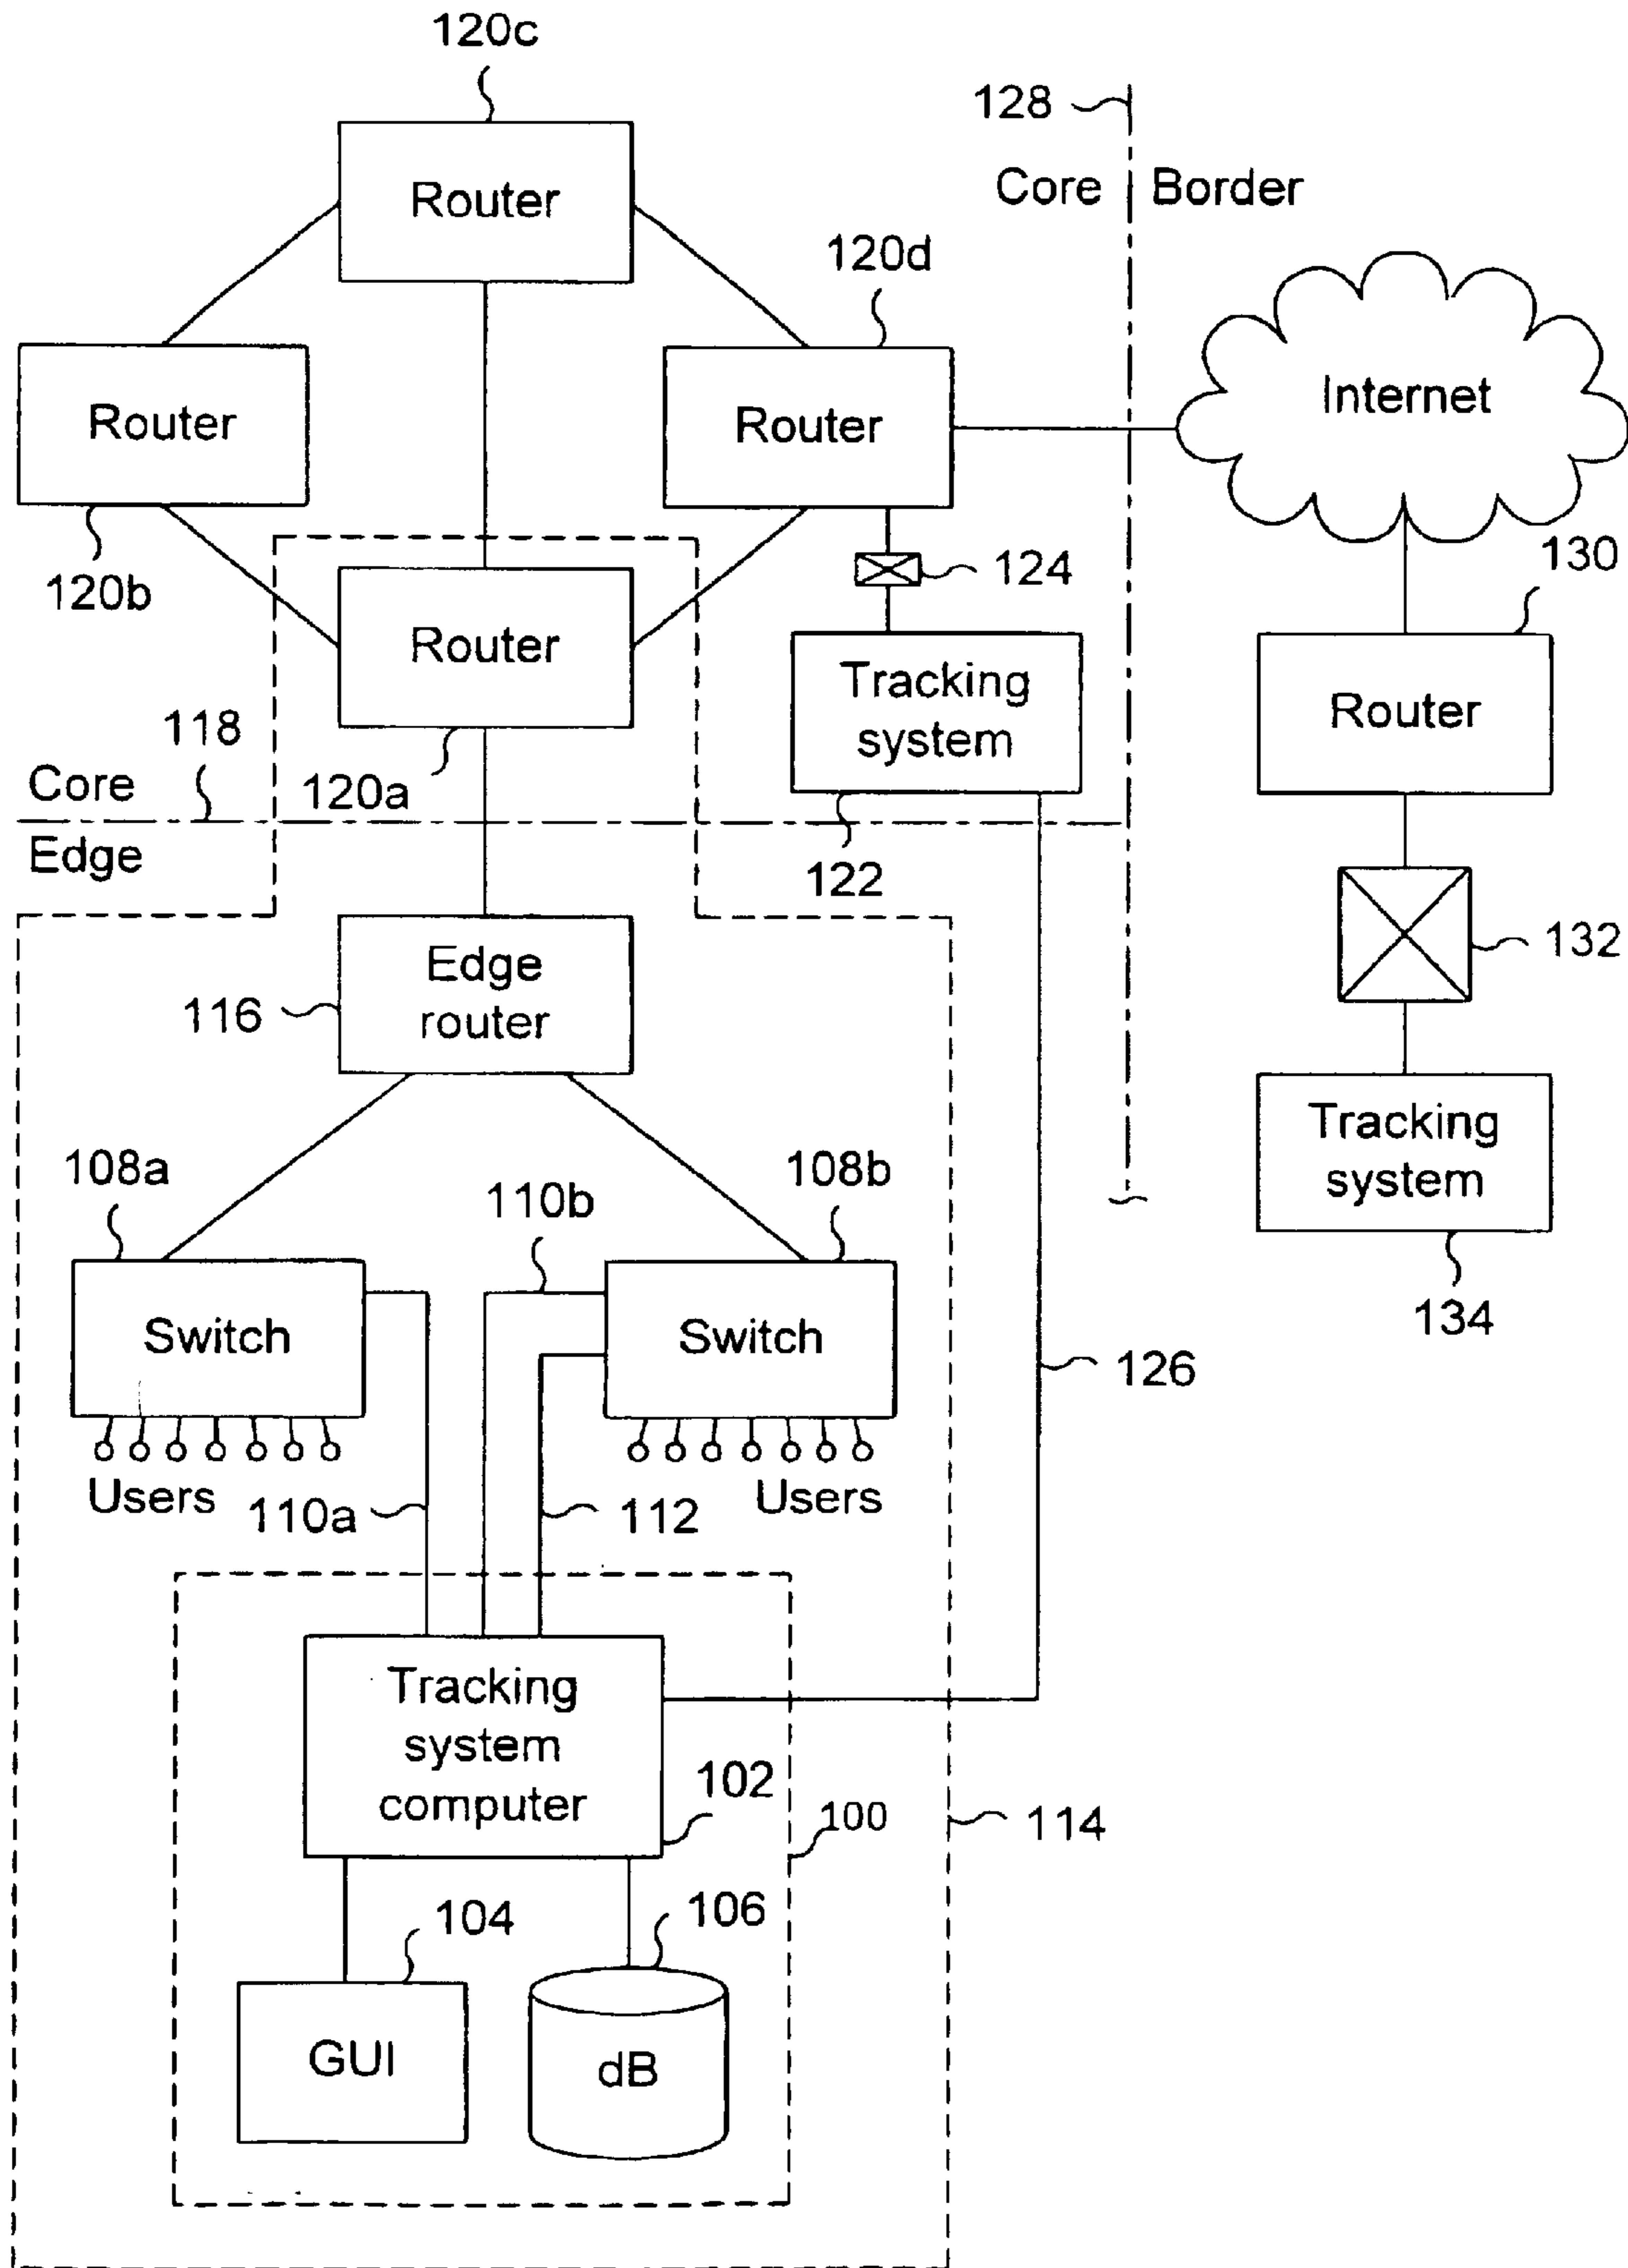 120c
128
Core
Border
Router
120d
Router
Router
Internet
120b
124
130
Router
Tracking
system
Router
118
Core
120a
Edge
122
Edge
router
116
132
Tracking
system
108a
110b
108b
134
Switch
Switch
126
Users
110a
112
Users
Tracking
system
computer
102
100
114
104
106
GUI
dB